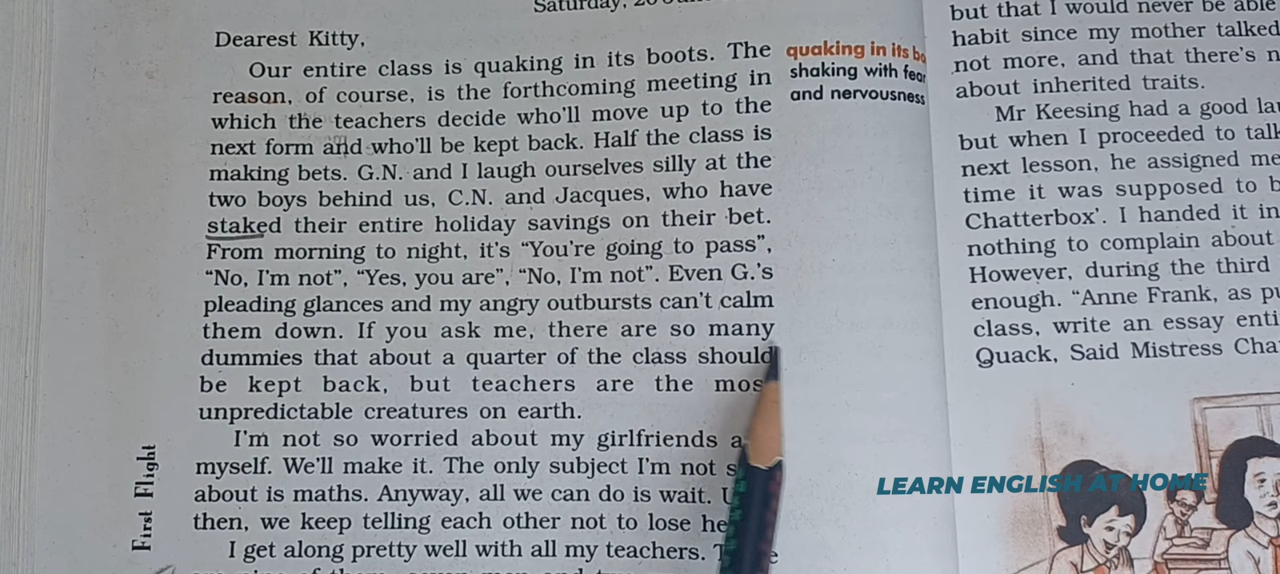 Saturday,
Dearest Kitty,
Our entire class is quaking in its boots. The
reason, of course, is the forthcoming meeting in
which the teachers decide who'll move up to the
next form and who'll be kept back. Half the class is
making bets. G.N. and I laugh ourselves silly at the
two boys behind us, C.N. and Jacques, who have
staked their entire holiday savings on their bet.
From morning to night, it's “You're going to pass”,
“No, I'm not”, “Yes, you are”, “No, I'm not”. Even G.'s
pleading glances and my angry outbursts can't calm
them down. If you ask me, there are so many
dummies that about a quarter of the class should
be kept back, but teachers are the
unpredictable creatures on earth.
I'm not so worried about my girlfriends
myself. We'll make it. The only subject I'm not
about is maths. Anyway, all we can do is wait.
then, we keep telling each other not to lose
I get along pretty well with all my teachers.
quaking in its
shaking with fear
and nervousness
First Flight
but that I would never be able
habit since my mother talked
not more, and that there's
about inherited traits.
Mr Keesing had a good
but when I proceeded to
next lesson, he assigned me
time it was supposed to
Chatterbox'. I handed it in
nothing to complain about
However, during the third
enough. “Anne Frank, as
class, write an essay
Quack, Said Mistress
LEARN ENGLISH AT HOME